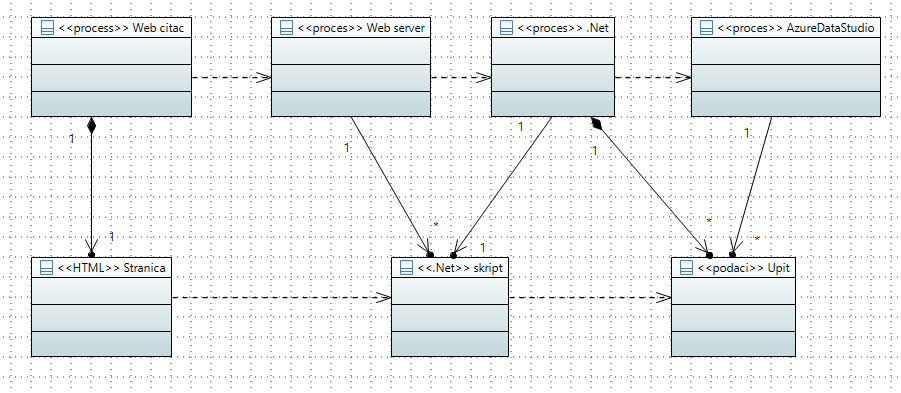 <<process>> Web citac
<<proces>> Web server
<<proces>> .Net
<<proces>> AzureDataStudio
1
1
1
1
1
*
1
*
*
1
<<HTML>> Stranica
<<.Net>> skript
<<podaci>> Upit